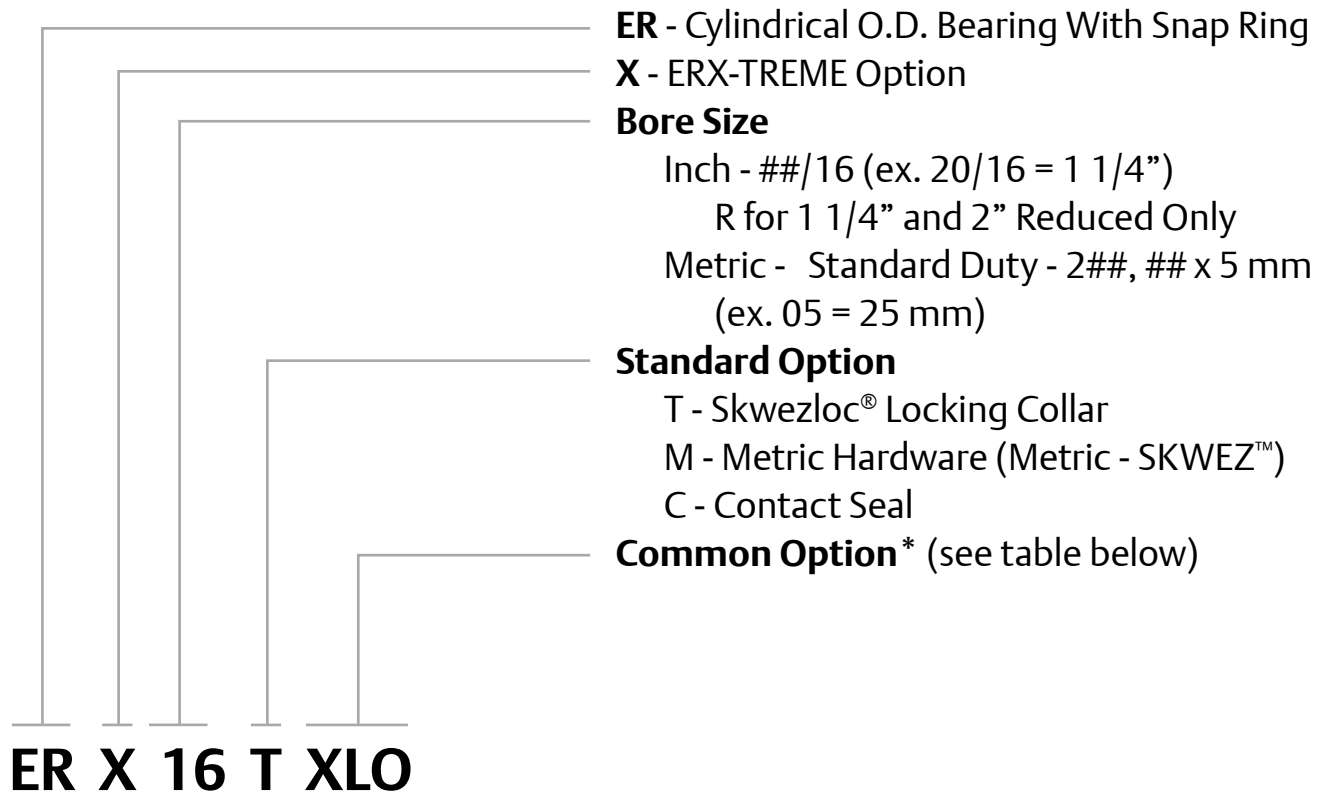 ER - Cylindrical O.D. Bearing With Snap Ring
X - ERX-TREME Option
Bore Size
Inch - ##/16 (ex. 20/16 = 1 1/4”)
R for 1 1/4” and 2” Reduced Only
Metric - Standard Duty - 2##, ## x 5 mm
(ex. 05 = 25 mm)
Standard Option
T - Skwezloc® Locking Collar
M - Metric Hardware (Metric - SKWEZ™)
C - Contact Seal
Common Option* (see table below)
ER X 16 T XLO